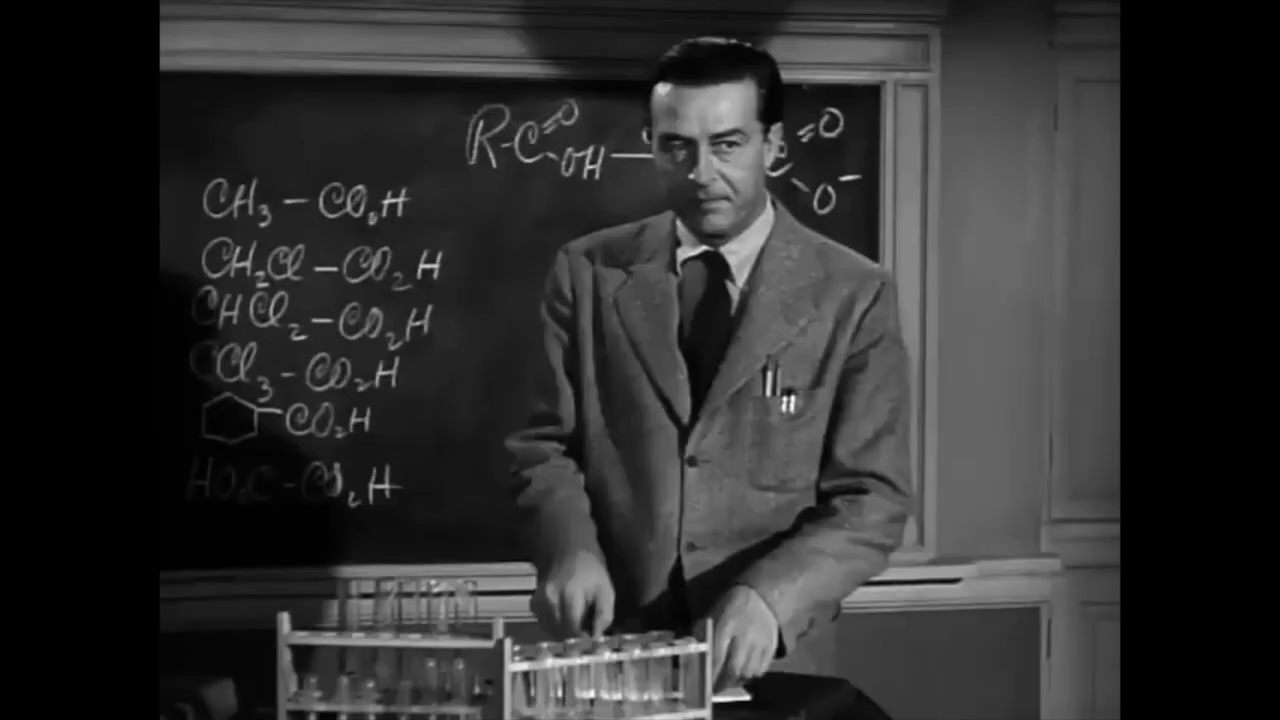 R-C=O OH — =O O⁻
CH₃ — CO₂H
CH₂Cl — CO₂H
CHCl₂ — CO₂H
CCl₃ - CO₂H
CO₂H
HO₂C - CO₂H